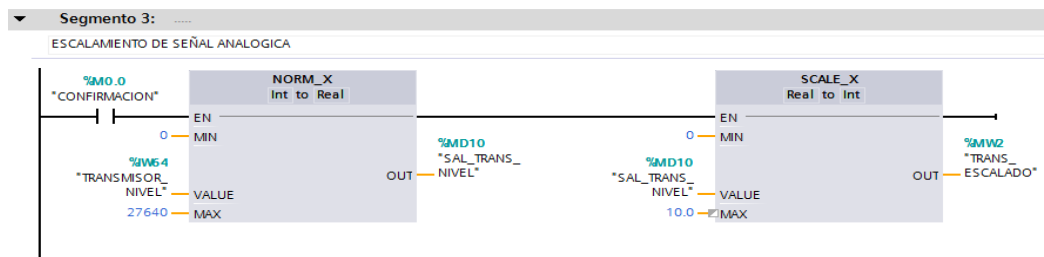 Segmento 3: .....
ESCALAMIENTO DE SEÑAL ANALOGICA
%M0.0
"CONFIRMACION"
NORM_X
Int to Real
EN
0 MIN
%IW64
"TRANSMISOR_
NIVEL" VALUE
27640 MAX
OUT
%MD10
"SAL_TRANS_
NIVEL"
SCALE_X
Real to Int
EN
0 MIN
%MD10
"SAL_TRANS_
NIVEL" VALUE
10.0 MAX
OUT
%MW2
"TRANS_
ESCALADO"